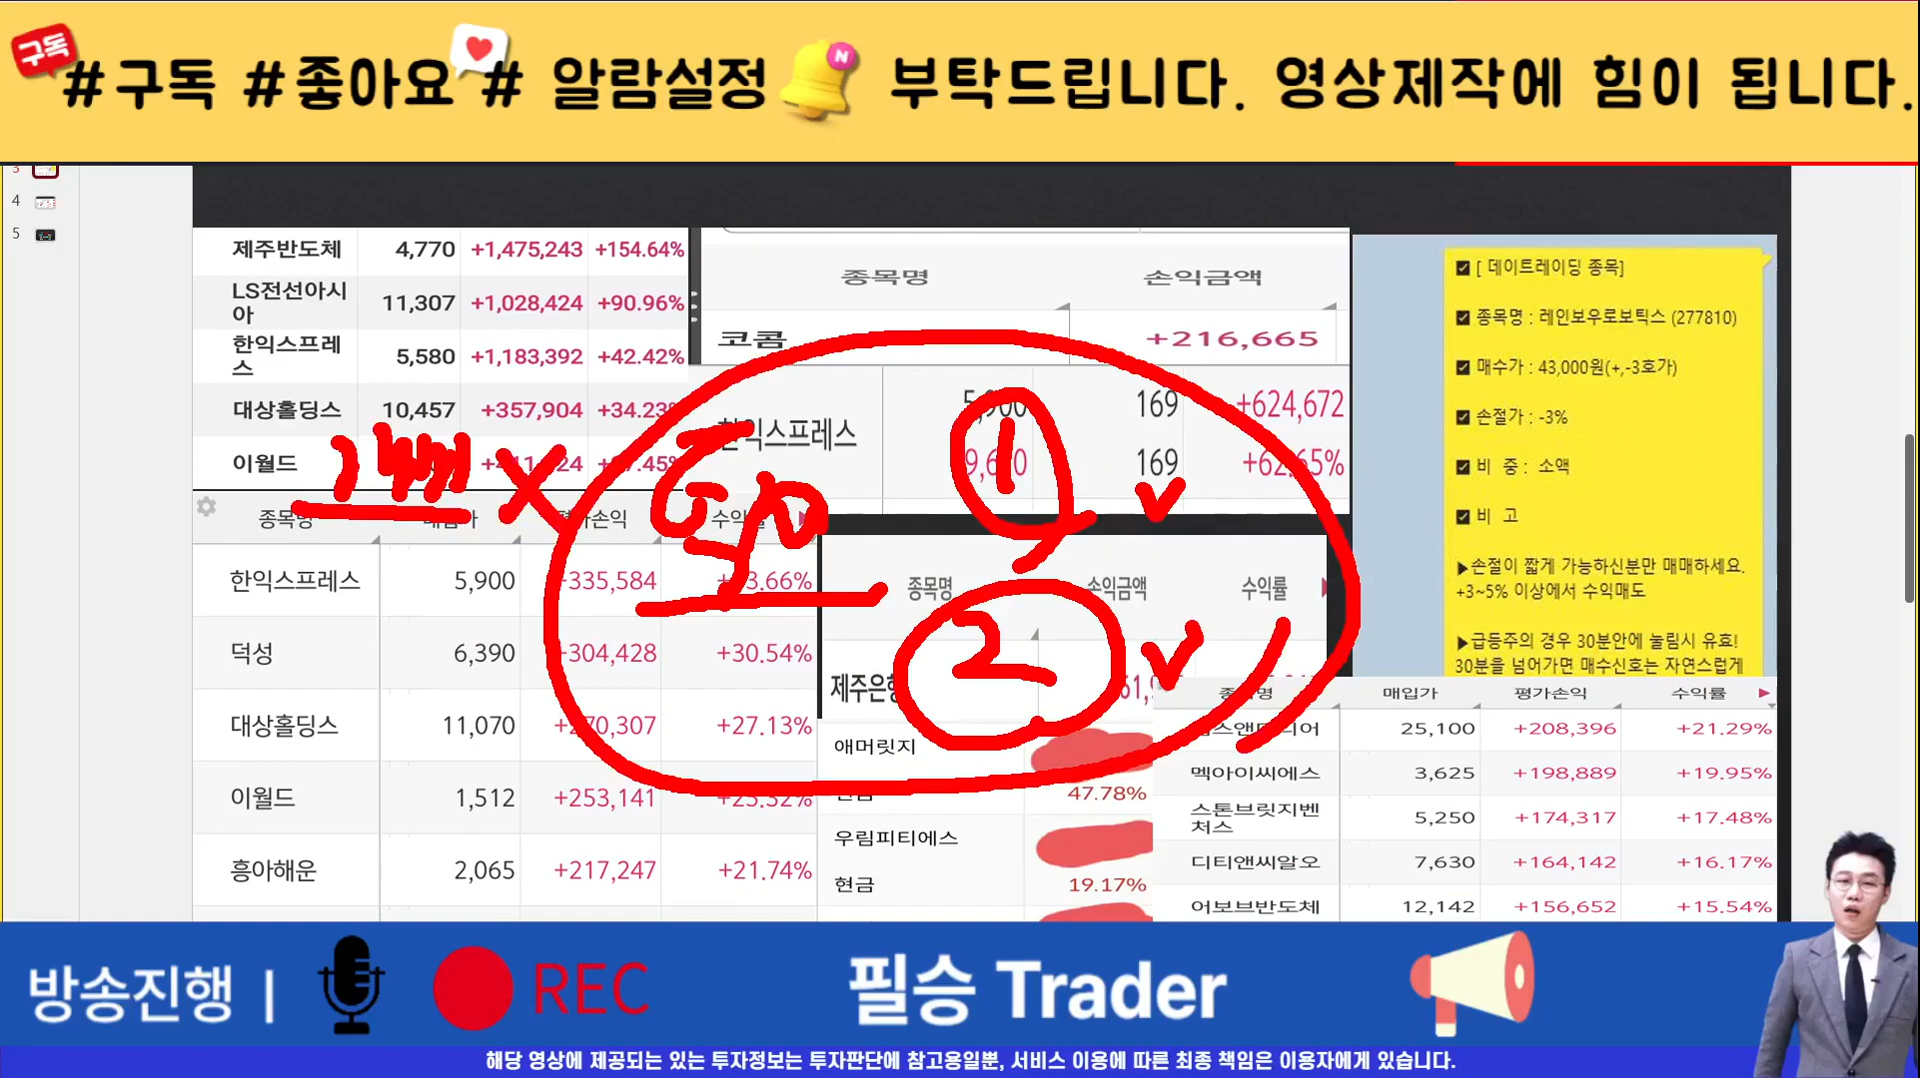 구독
#구독 #좋아요 # 알람설정 N 부탁드립니다. 영상제작에 힘이 됩니다.
3
4
5
제주반도체 4,770 +1,475,243 +154.64%
LS전선아시아 11,307 +1,028,424 +90.96%
한익스프레스 5,580 +1,183,392 +42.42%
대상홀딩스 10,457 +357,904 +34.23%
이월드
종목명 평가손익
한익스프레스 5,900 +335,584
덕성 6,390 +304,428 +30.54%
대상홀딩스 11,070 +27.13%
이월드 1,512 +253,141
흥아해운 2,065 +217,247 +21.74%
종목명 손익금액
코콤 +216,665
한익스프레스 5,900 169 +624,672
169 +62.65%
1
2
종목명 손익금액 수익률
애머릿지
47.78%
우림피티에스
현금 19.17%
[ 데이트레이딩 종목]
종목명 : 레인보우로보틱스 (277810)
매수가 : 43,000원(+,-3호가)
손절가 : -3%
비 중 : 소액
비 고
▶손절이 짧게 가능하신분만 매매하세요.
+3~5% 이상에서 수익매도
▶급등주의 경우 30분안에 눌림시 유효!
30분을 넘어가면 매수신호는 자연스럽게
종목명 매입가 평가손익 수익률
25,100 +208,396 +21.29%
멕아이씨에스 3,625 +198,889 +19.95%
스톤브릿지벤처스 5,250 +174,317 +17.48%
디티앤씨알오 7,630 +164,142 +16.17%
어보브반도체 12,142 +156,652 +15.54%
방송진행 | REC 필승 Trader
해당 영상에 제공되는 있는 투자정보는 투자판단에 참고용일뿐, 서비스 이용에 따른 최종 책임은 이용자에게 있습니다.